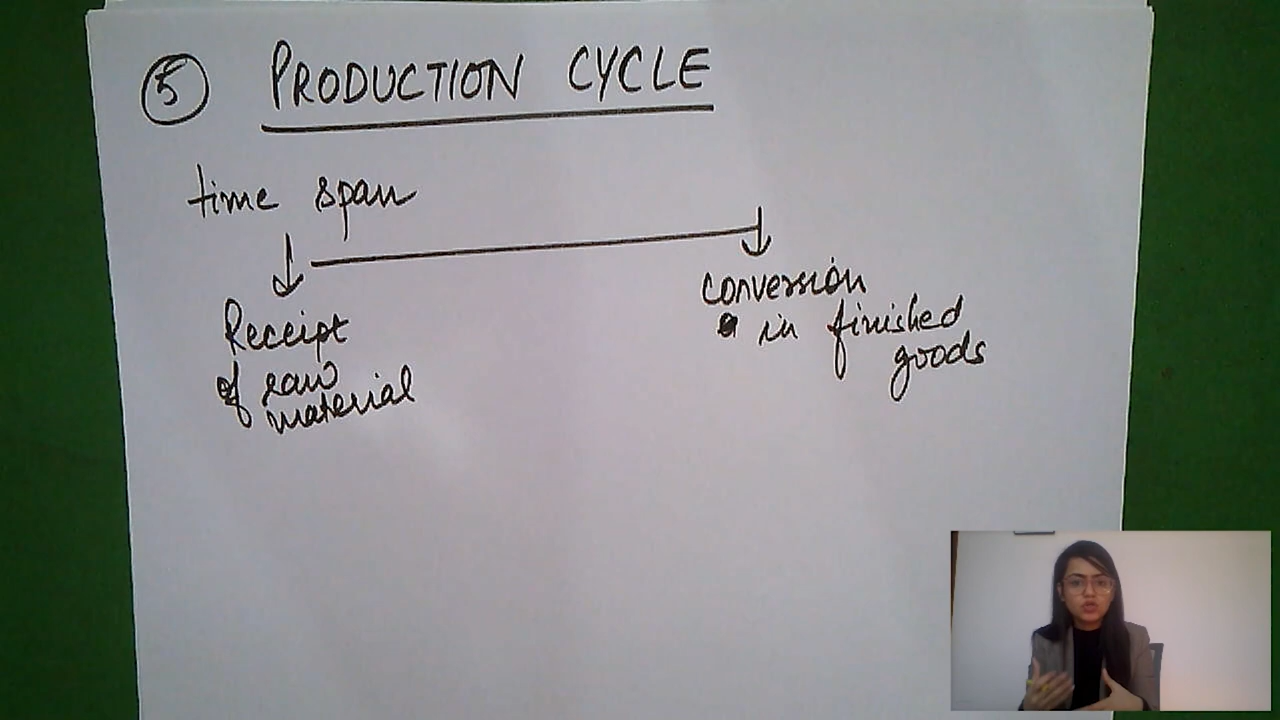 5 PRODUCTION CYCLE
time span
Receipt
of raw
material
conversion
in finished
goods